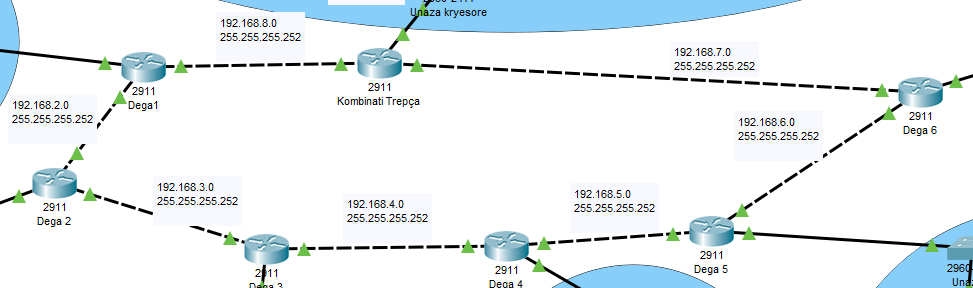 Unaza kryesore
192.168.8.0
255.255.255.252
192.168.7.0
255.255.255.252
2911
Dega1
2911
Kombinati Trepça
2911
Dega 6
192.168.2.0
255.255.255.252
192.168.6.0
255.255.255.252
2911
Dega 2
192.168.3.0
255.255.255.252
192.168.4.0
255.255.255.252
192.168.5.0
255.255.255.252
2911
Dega 3
2911
Dega 4
2911
Dega 5
2960
Una